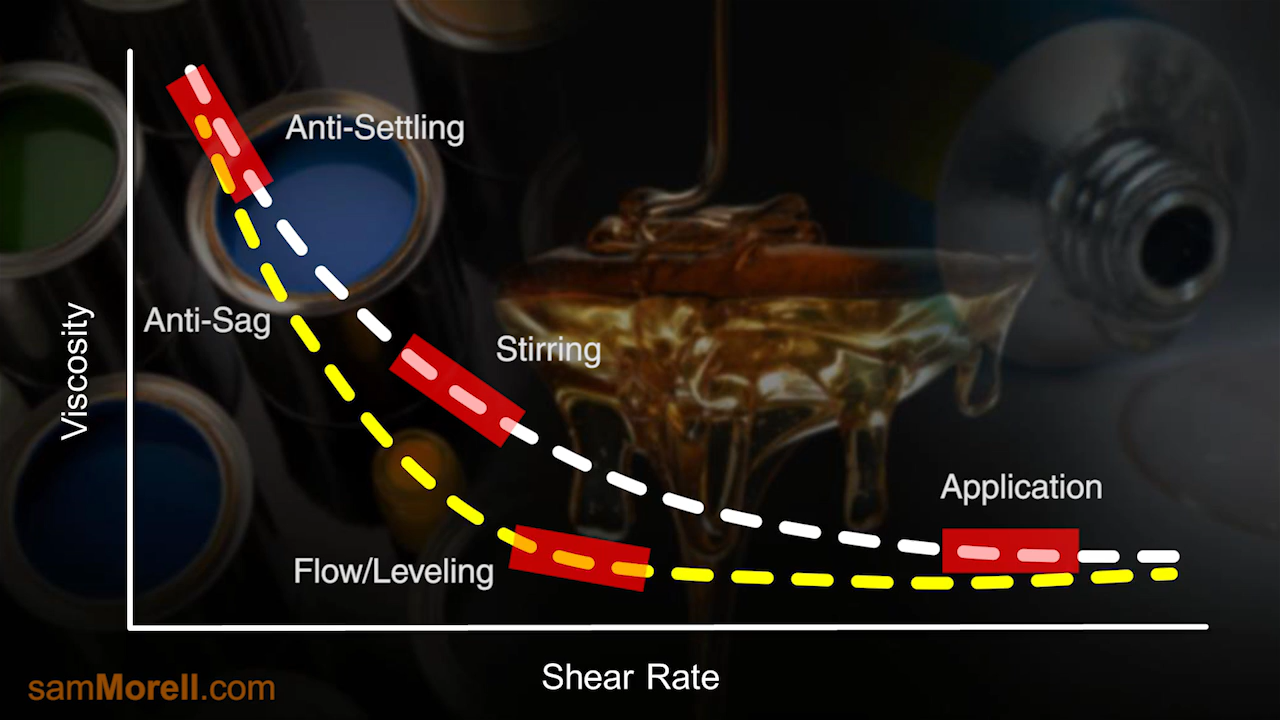 Anti-Settling
Anti-Sag
Stirring
Viscosity
Application
Flow/Leveling
Shear Rate
samMorell.com